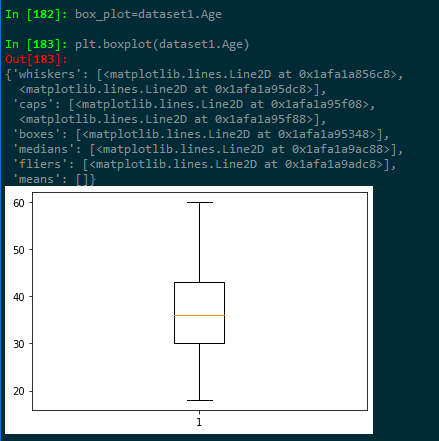 In [182]: box_plot=dataset1.Age
In [183]: plt.boxplot(dataset1.Age)
Out[183]:
{'whiskers': [<matplotlib.lines.Line2D at 0x1afa1a856c8>,
<matplotlib.lines.Line2D at 0x1afa1a95dc8>],
'caps': [<matplotlib.lines.Line2D at 0x1afa1a95f08>,
<matplotlib.lines.Line2D at 0x1afa1a95f88>],
'boxes': [<matplotlib.lines.Line2D at 0x1afa1a95348>],
'medians': [<matplotlib.lines.Line2D at 0x1afa1a9ac88>],
'fliers': [<matplotlib.lines.Line2D at 0x1afa1a9adc8>],
'means': []}
60
50
40
30
20
1